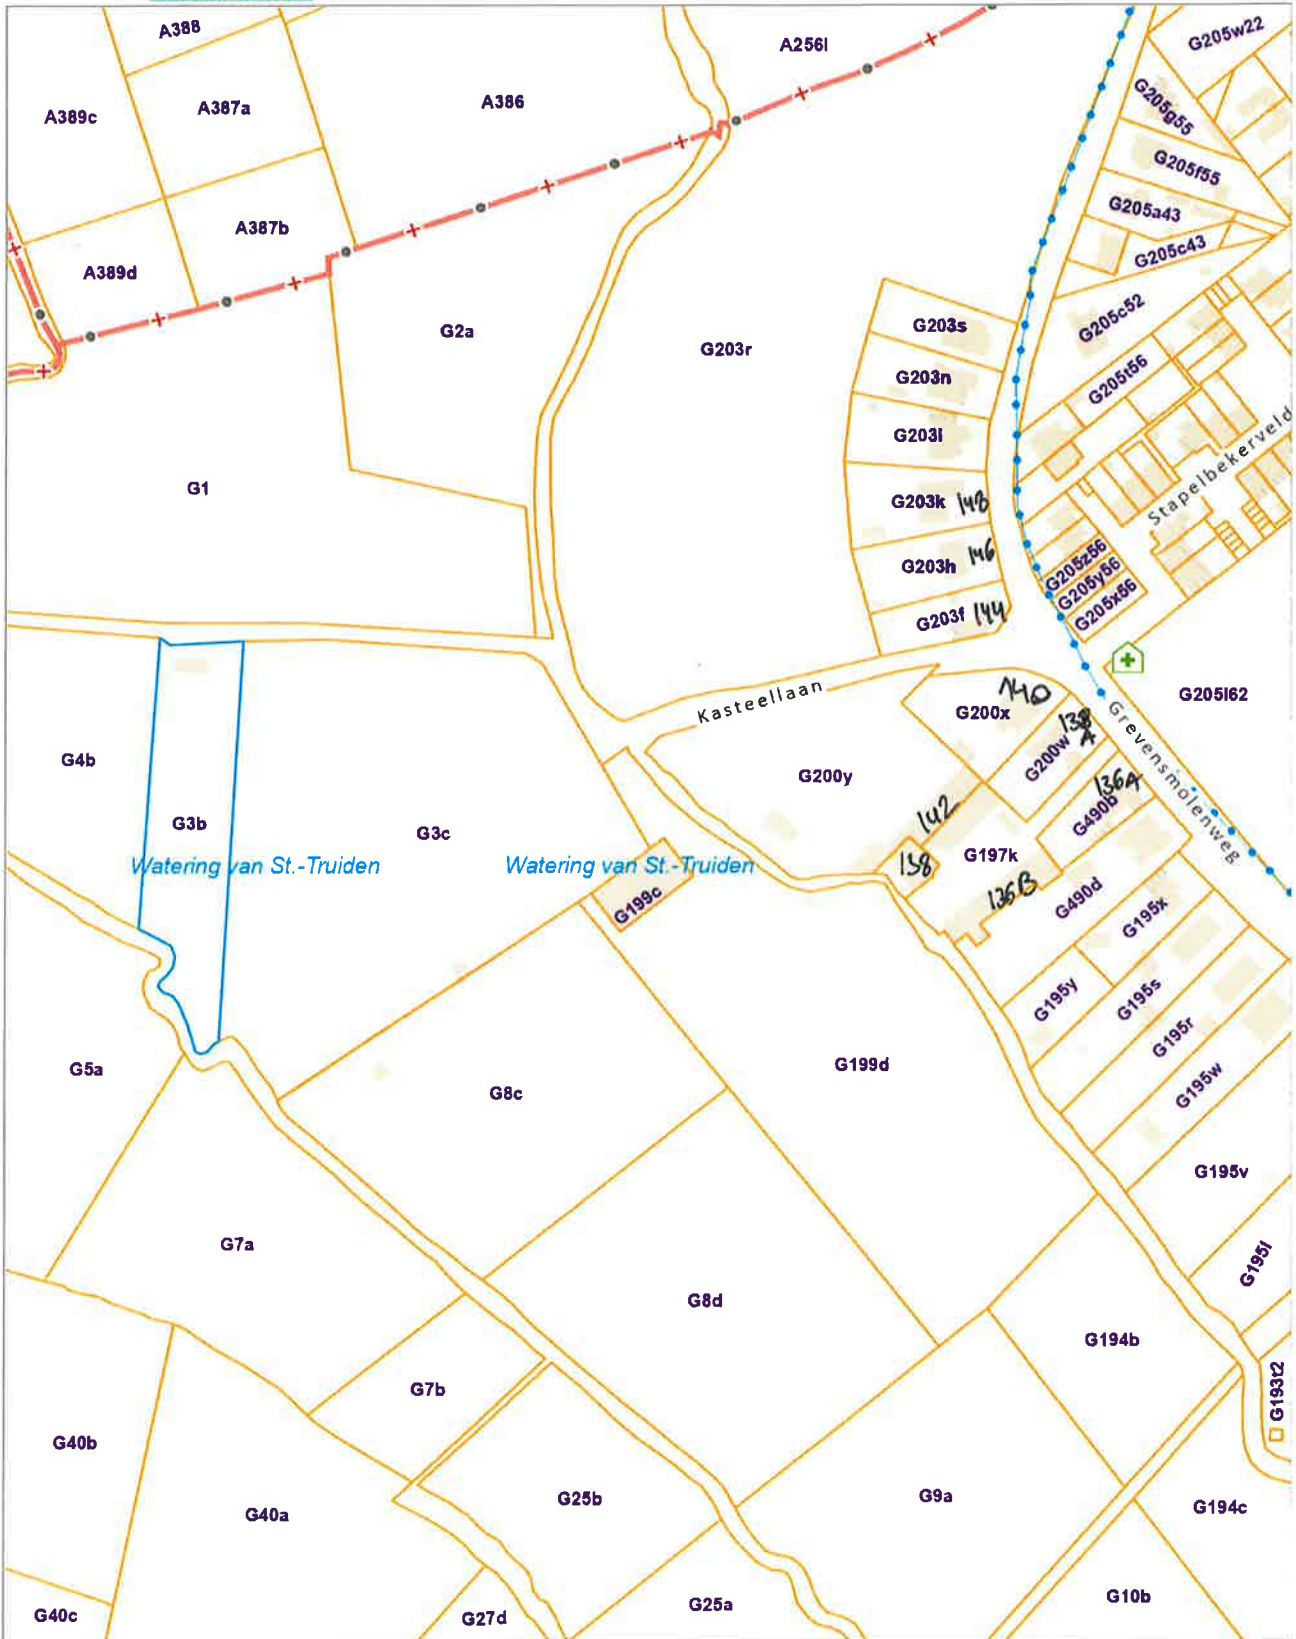 A388
A256l
G205w22
A389c
A387a
A386
G205g55
G205f55
G205a43
A387b
A389d
G205c43
G205c52
G2a
G203s
G203r
G203n
G205t56
G203l
Stapelbekerveld
G1
G203k 148
G203h 146
G205z56
G205y56
G205x56
G203f 144
G205l62
Kasteellaan
G200x 140
G200w 138A
Grevensmolenweg
G4b
G200y
G3b
G3c
142
G490b 136A
G197k
Watering van St.-Truiden
Watering van St.-Truiden
138
136B
G199c
G490d
G195x
G195y
G195s
G195r
G5a
G8c
G199d
G195w
G195v
G7a
G195l
G8d
G194b
G7b
G193t2
G40b
G40a
G25b
G9a
G194c
G40c
G27d
G25a
G10b